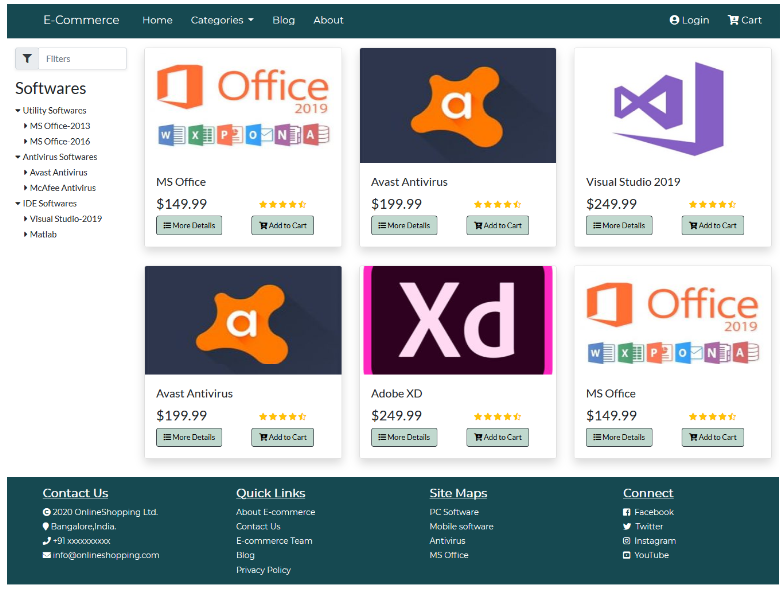 E-Commerce Home Categories Blog About Login Cart
Filters
Softwares
Utility Softwares
MS Office-2013
MS Office-2016
Antivirus Softwares
Avast Antivirus
McAfee Antivirus
IDE Softwares
Visual Studio-2019
Matlab
Office
2019
W X P O N A
MS Office
$149.99
More Details Add to Cart
a
Avast Antivirus
$199.99
More Details Add to Cart
Visual Studio 2019
$249.99
More Details Add to Cart
a
Avast Antivirus
$199.99
More Details Add to Cart
Xd
Adobe XD
$249.99
More Details Add to Cart
Office
2019
W X P O N A
MS Office
$149.99
More Details Add to Cart
Contact Us
© 2020 OnlineShopping Ltd.
Bangalore,India.
+91 xxxxxxxxxx
info@onlineshopping.com
Quick Links
About E-commerce
Contact Us
E-commerce Team
Blog
Privacy Policy
Site Maps
PC Software
Mobile software
Antivirus
MS Office
Connect
Facebook
Twitter
Instagram
YouTube